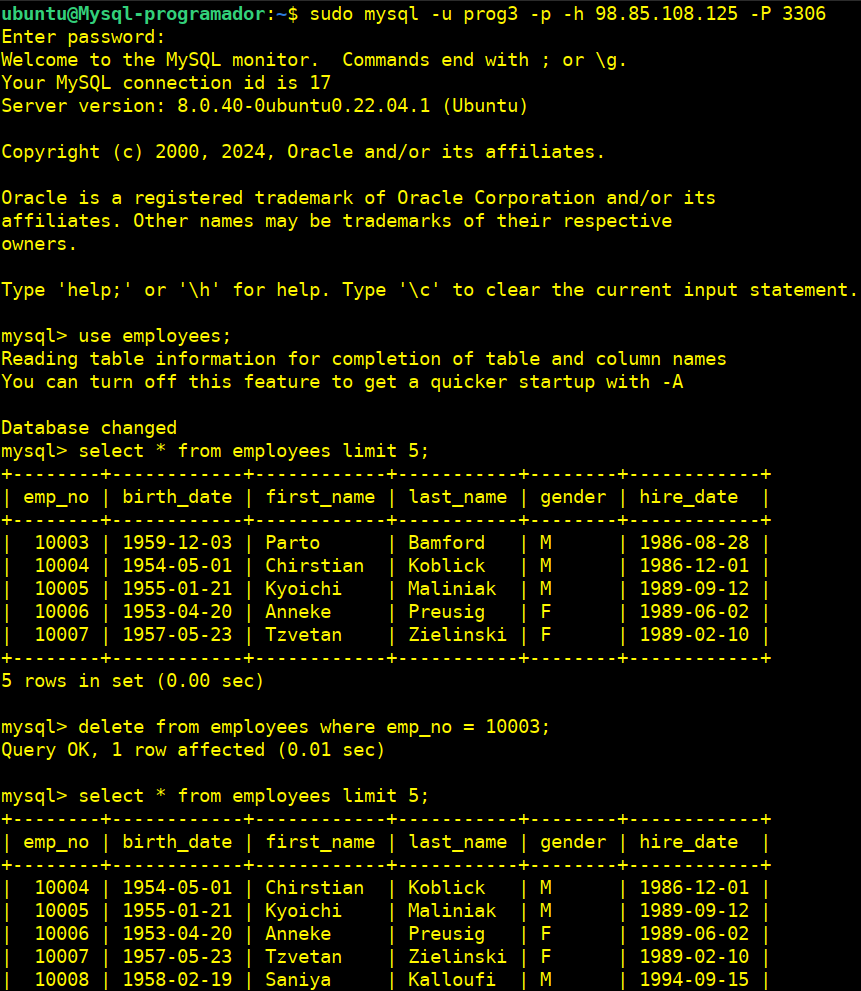 ubuntu@Mysql-programador:~$ sudo mysql -u prog3 -p -h 98.85.108.125 -P 3306
Enter password:
Welcome to the MySQL monitor.  Commands end with ; or \g.
Your MySQL connection id is 17
Server version: 8.0.40-0ubuntu0.22.04.1 (Ubuntu)

Copyright (c) 2000, 2024, Oracle and/or its affiliates.

Oracle is a registered trademark of Oracle Corporation and/or its
affiliates. Other names may be trademarks of their respective
owners.

Type 'help;' or '\h' for help. Type '\c' to clear the current input statement.

mysql> use employees;
Reading table information for completion of table and column names
You can turn off this feature to get a quicker startup with -A

Database changed
mysql> select * from employees limit 5;
+--------+------------+------------+-----------+--------+------------+
| emp_no | birth_date | first_name | last_name | gender | hire_date  |
+--------+------------+------------+-----------+--------+------------+
|  10003 | 1959-12-03 | Parto      | Bamford   | M      | 1986-08-28 |
|  10004 | 1954-05-01 | Chirstian  | Koblick   | M      | 1986-12-01 |
|  10005 | 1955-01-21 | Kyoichi    | Maliniak  | M      | 1989-09-12 |
|  10006 | 1953-04-20 | Anneke     | Preusig   | F      | 1989-06-02 |
|  10007 | 1957-05-23 | Tzvetan    | Zielinski | F      | 1989-02-10 |
+--------+------------+------------+-----------+--------+------------+
5 rows in set (0.00 sec)

mysql> delete from employees where emp_no = 10003;
Query OK, 1 row affected (0.01 sec)

mysql> select * from employees limit 5;
+--------+------------+------------+-----------+--------+------------+
| emp_no | birth_date | first_name | last_name | gender | hire_date  |
+--------+------------+------------+-----------+--------+------------+
|  10004 | 1954-05-01 | Chirstian  | Koblick   | M      | 1986-12-01 |
|  10005 | 1955-01-21 | Kyoichi    | Maliniak  | M      | 1989-09-12 |
|  10006 | 1953-04-20 | Anneke     | Preusig   | F      | 1989-06-02 |
|  10007 | 1957-05-23 | Tzvetan    | Zielinski | F      | 1989-02-10 |
|  10008 | 1958-02-19 | Saniya     | Kalloufi  | M      | 1994-09-15 |